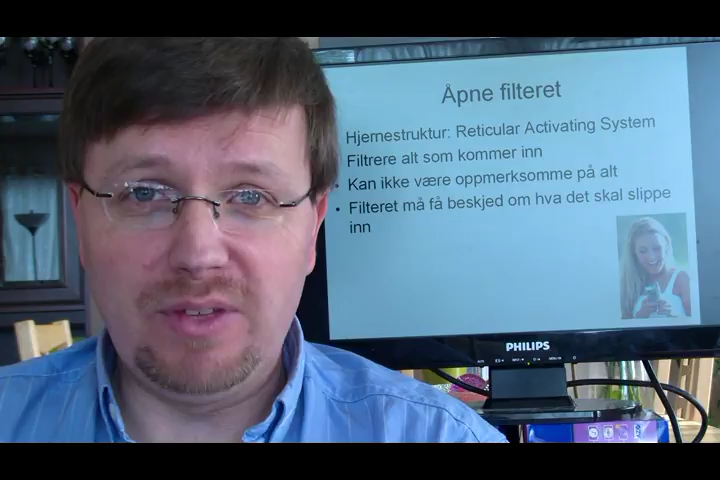 Åpne filteret
Hjernestruktur: Reticular Activating System
Filtrere alt som kommer inn
• Kan ikke være oppmerksomme på alt
• Filteret må få beskjed om hva det skal slippe
inn
PHILIPS